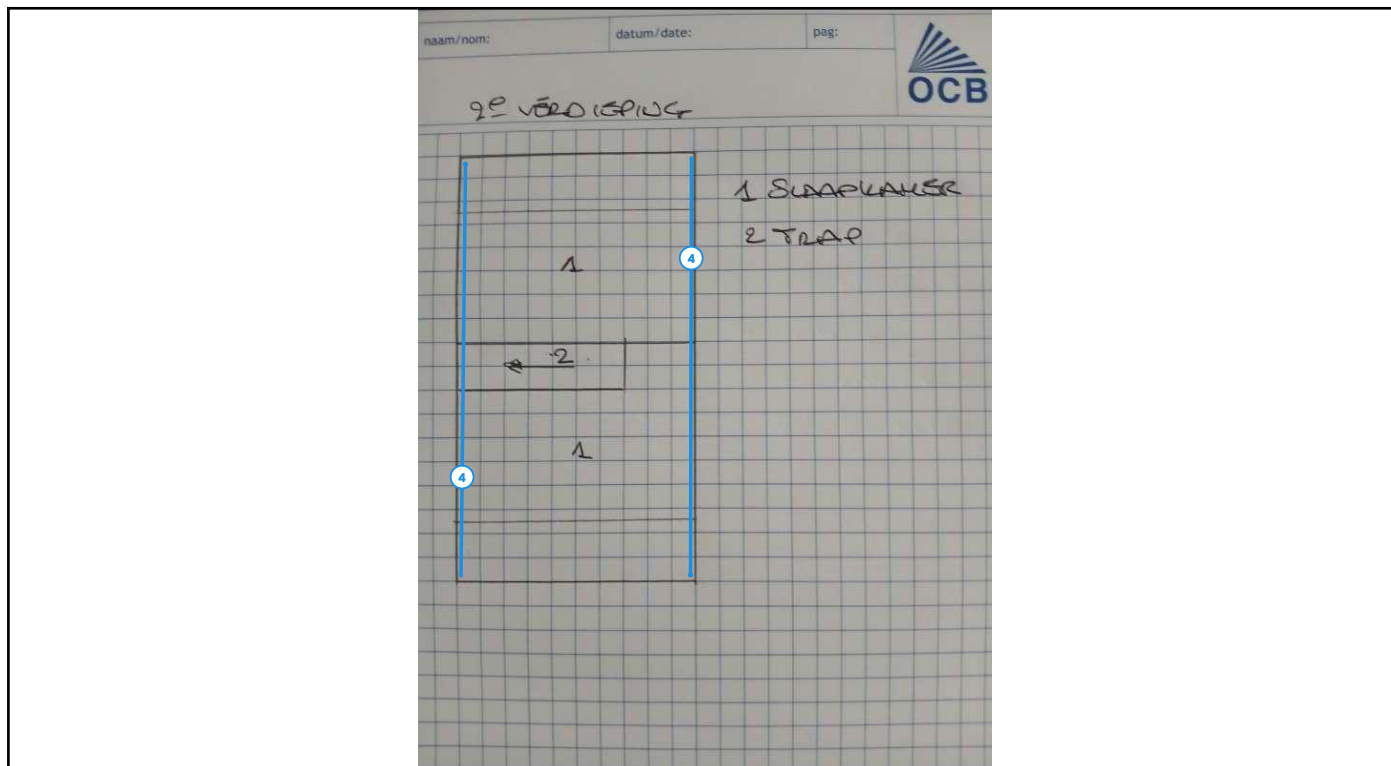 naam/nom: datum/date: pag:
OCB
2e VERDIEPING
1 SLAAPKAMER
2 TRAP
1
4
2
1
4